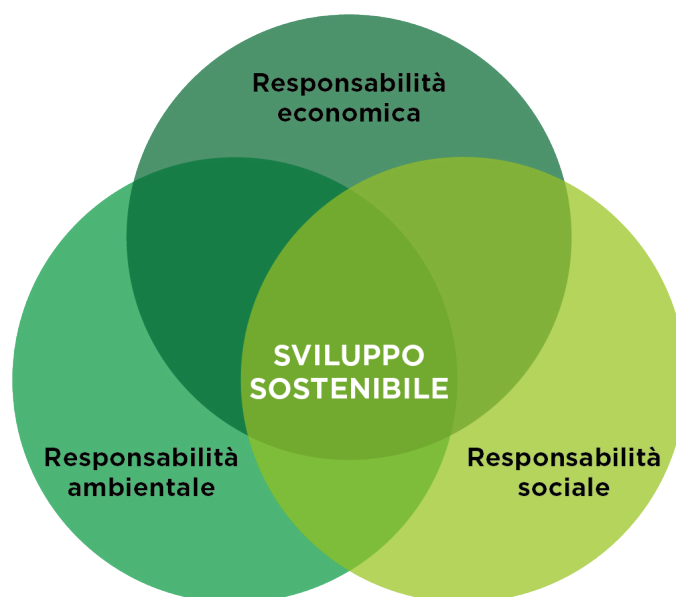 Responsabilità
economica
SVILUPPO
SOSTENIBILE
Responsabilità
ambientale
Responsabilità
sociale